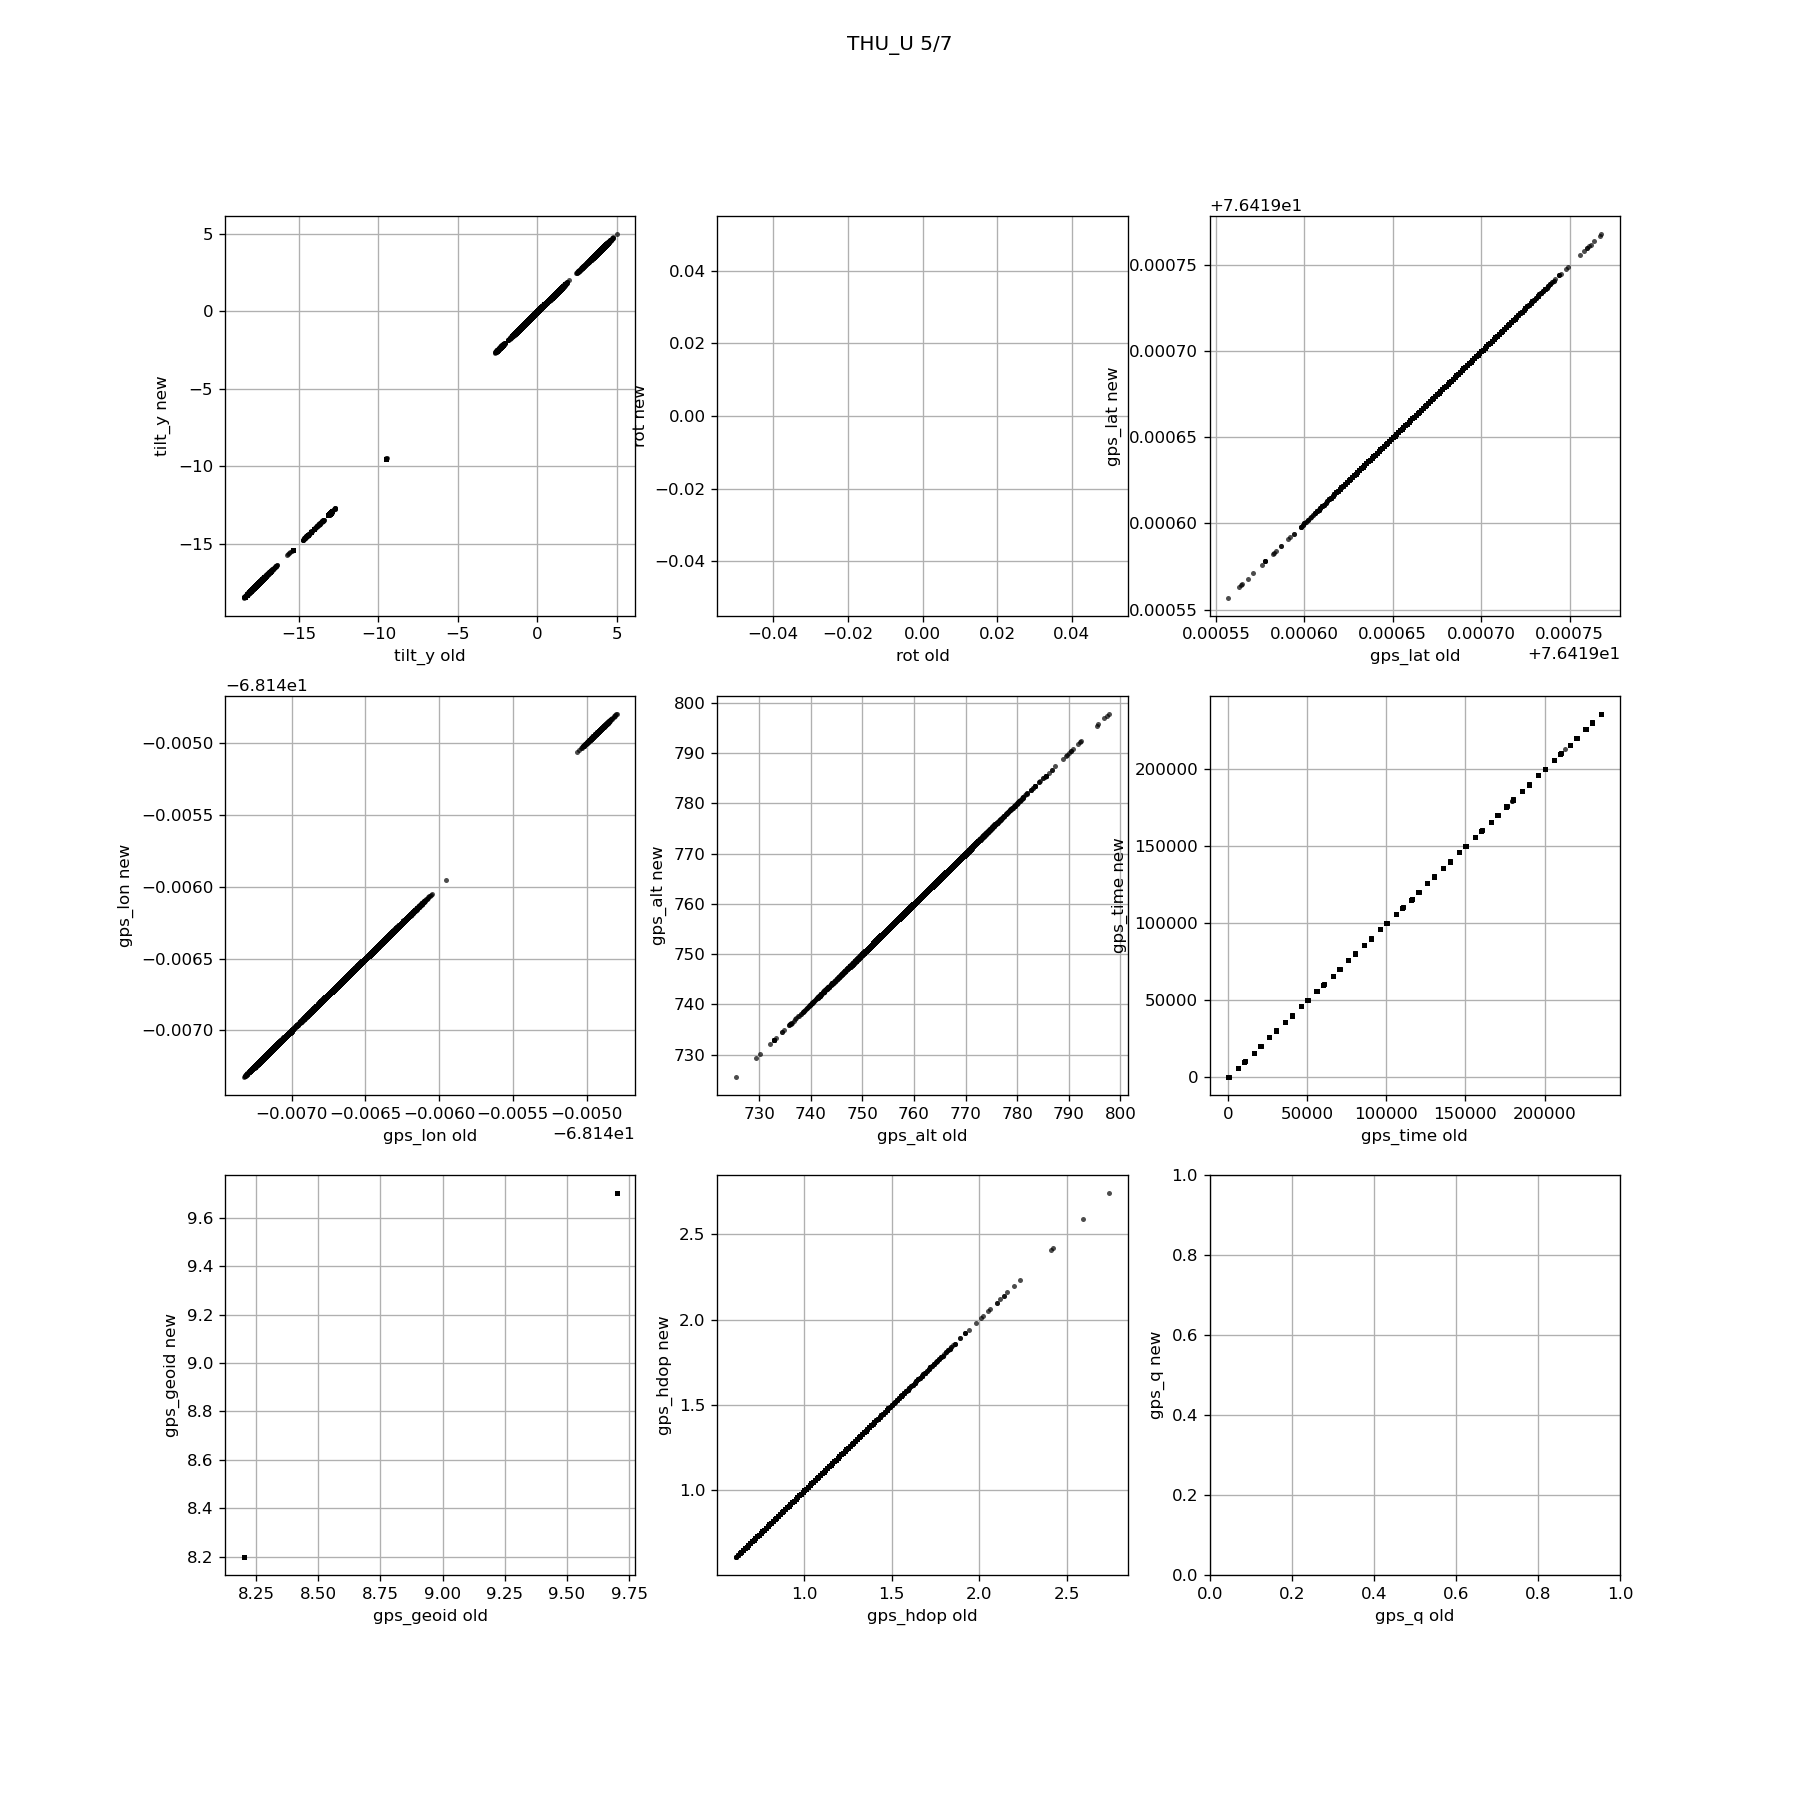 THU_U 5/7
5
0
−5
−10
−15
−15 −10 −5 0 5
tilt_y new
tilt_y old
0.04
0.02
0.00
−0.02
−0.04
−0.04 −0.02 0.00 0.02 0.04
rot new
rot old
+7.6419e1
0.00075
0.00070
0.00065
0.00060
0.00055
0.00055 0.00060 0.00065 0.00070 0.00075
gps_lat new
gps_lat old
+7.6419e1
−6.814e1
−0.0050
−0.0055
−0.0060
−0.0065
−0.0070
−0.0070 −0.0065 −0.0060 −0.0055 −0.0050
gps_lon new
gps_lon old
−6.814e1
800
790
780
770
760
750
740
730
730 740 750 760 770 780 790 800
gps_alt new
gps_alt old
200000
150000
100000
50000
0
0 50000 100000 150000 200000
gps_time new
gps_time old
9.6
9.4
9.2
9.0
8.8
8.6
8.4
8.2
8.25 8.50 8.75 9.00 9.25 9.50 9.75
gps_geoid new
gps_geoid old
2.5
2.0
1.5
1.0
1.0 1.5 2.0 2.5
gps_hdop new
gps_hdop old
1.0
0.8
0.6
0.4
0.2
0.0
0.0 0.2 0.4 0.6 0.8 1.0
gps_q new
gps_q old